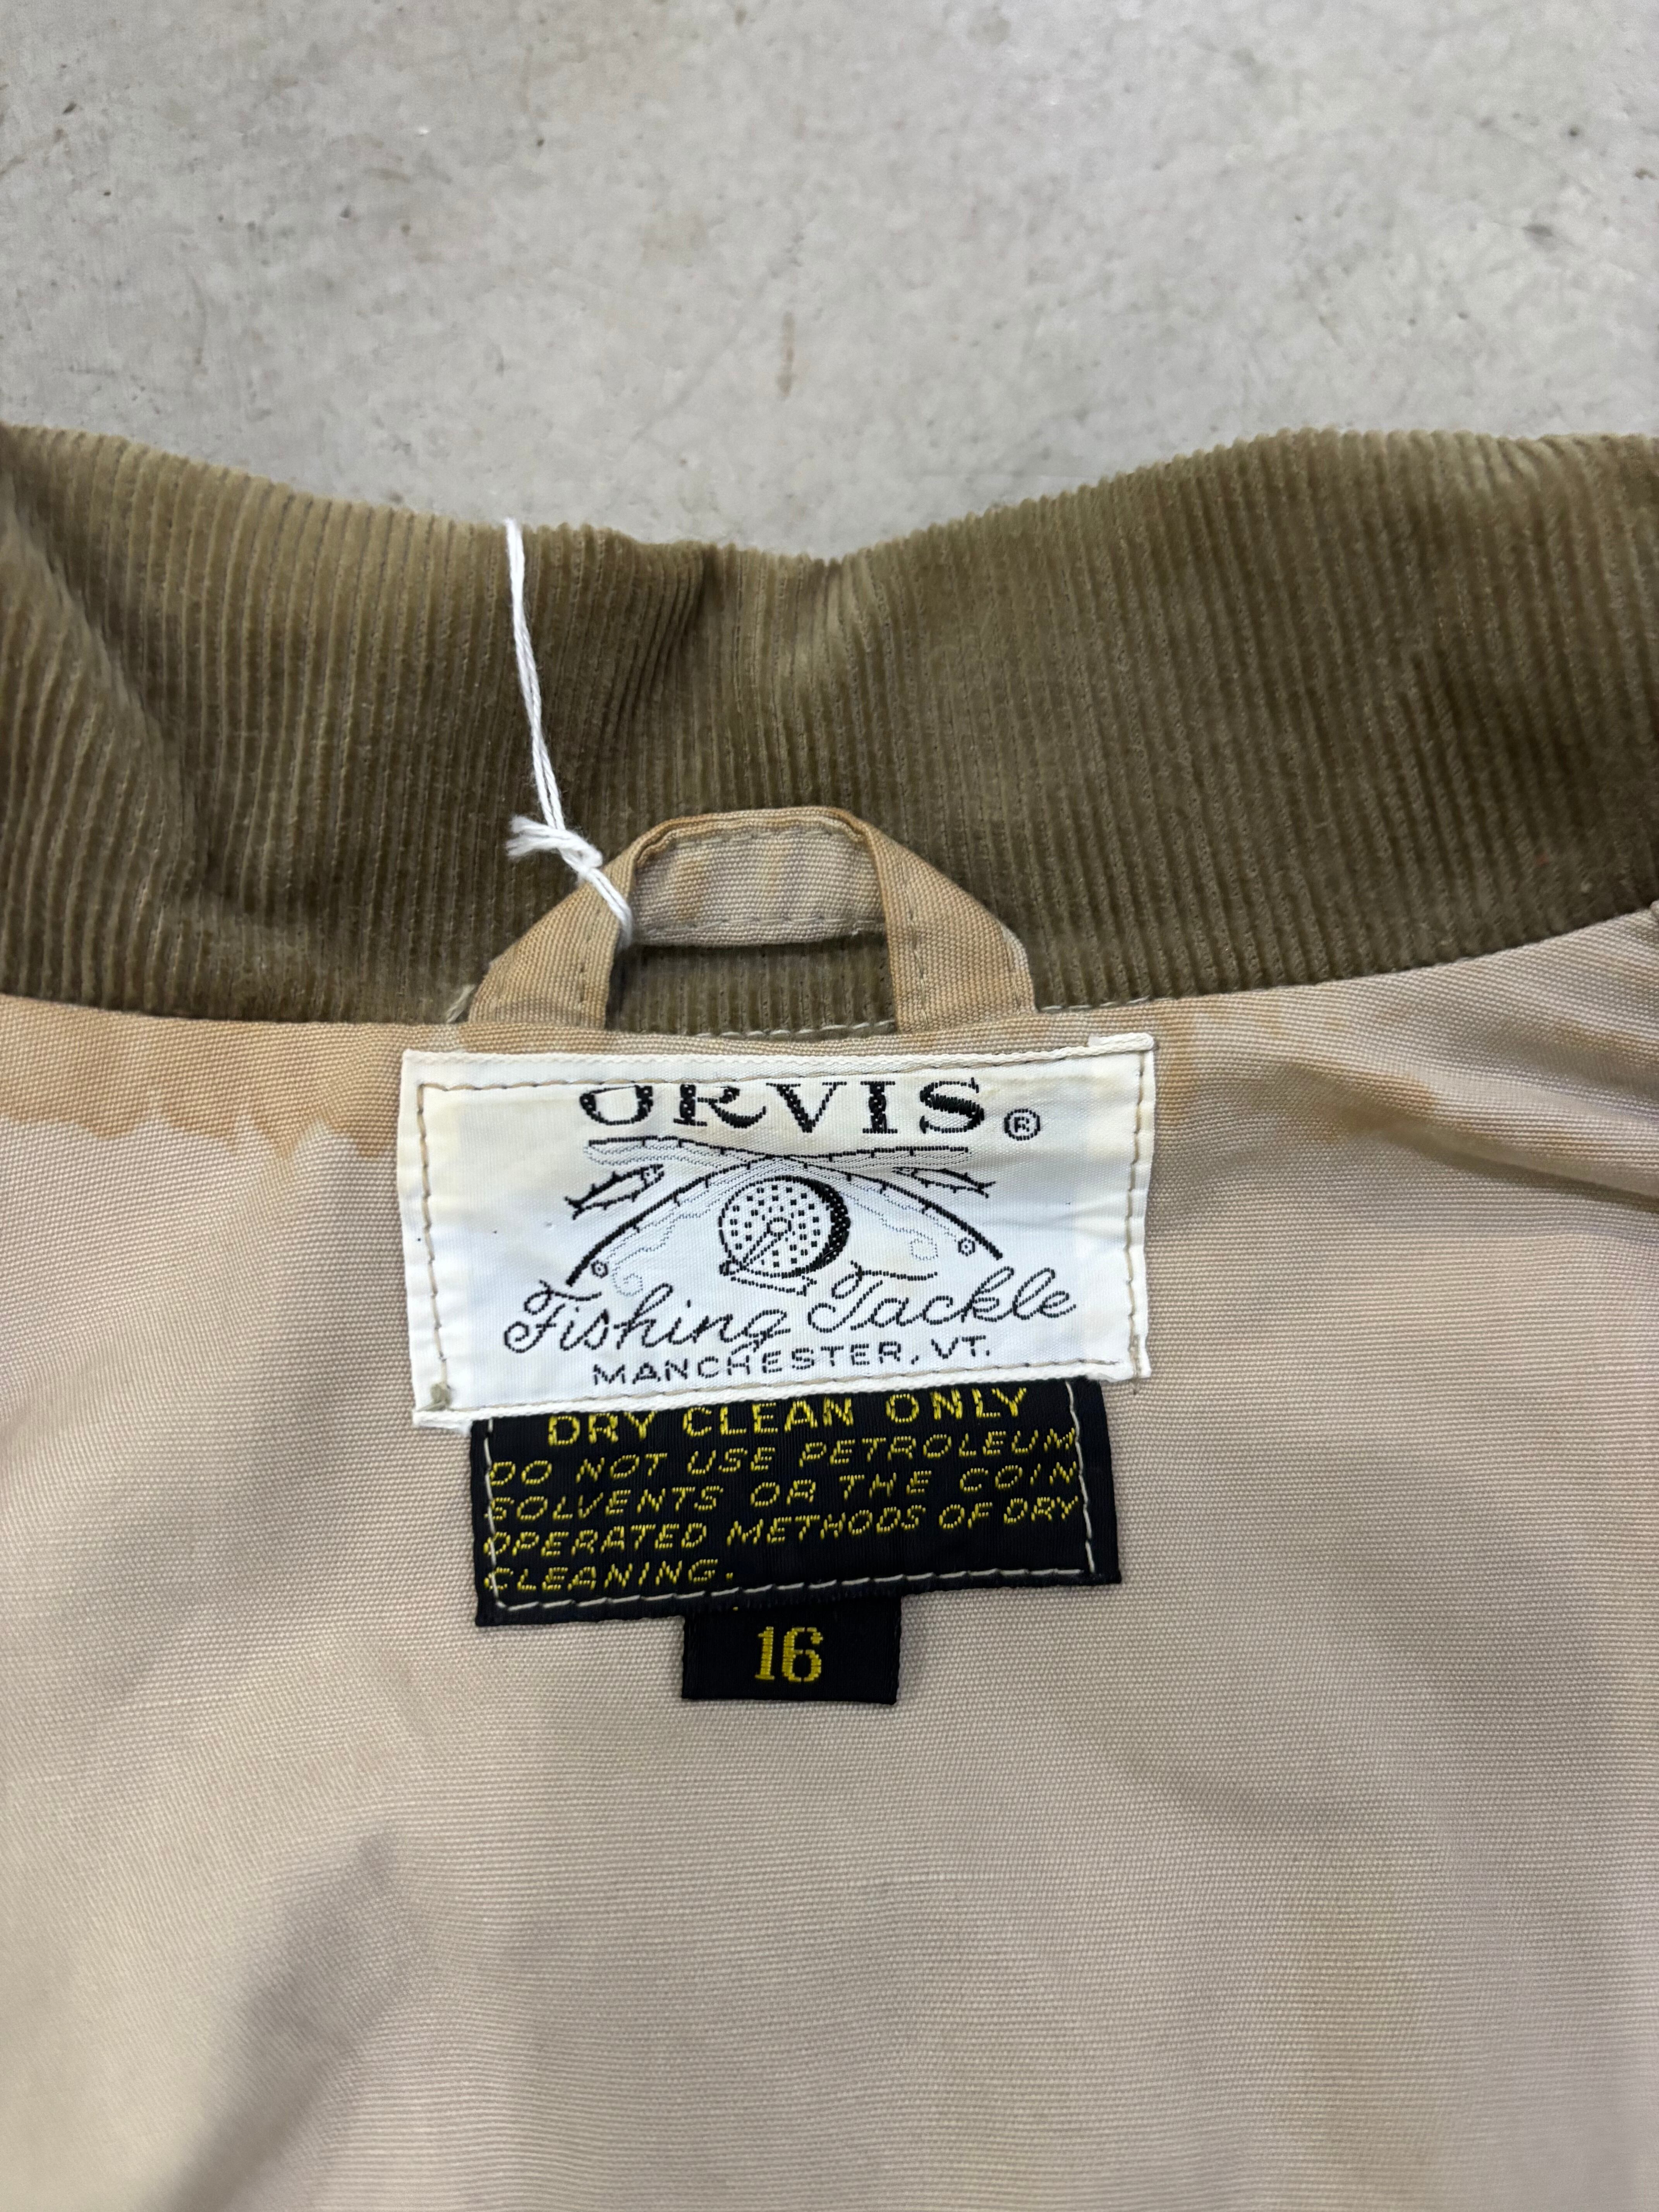 ORVIS®
Fishing Tackle
MANCHESTER, VT.
DRY CLEAN ONLY
DO NOT USE PETROLEUM
SOLVENTS OR THE COIN
OPERATED METHODS OF DRY
CLEANING.
16